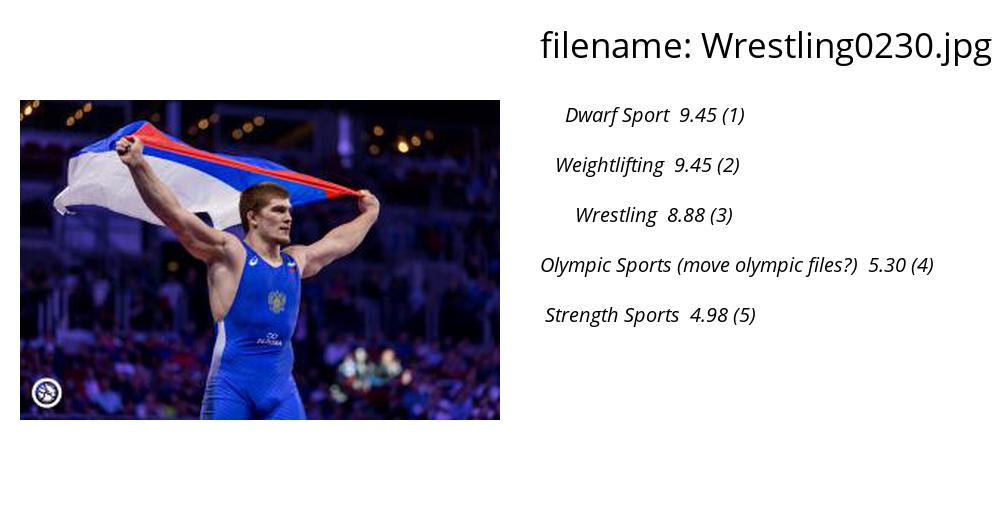 filename: Wrestling0230.jpg
Dwarf Sport 9.45 (1)
Weightlifting 9.45 (2)
Wrestling 8.88 (3)
Olympic Sports (move olympic files?) 5.30 (4)
Strength Sports 4.98 (5)